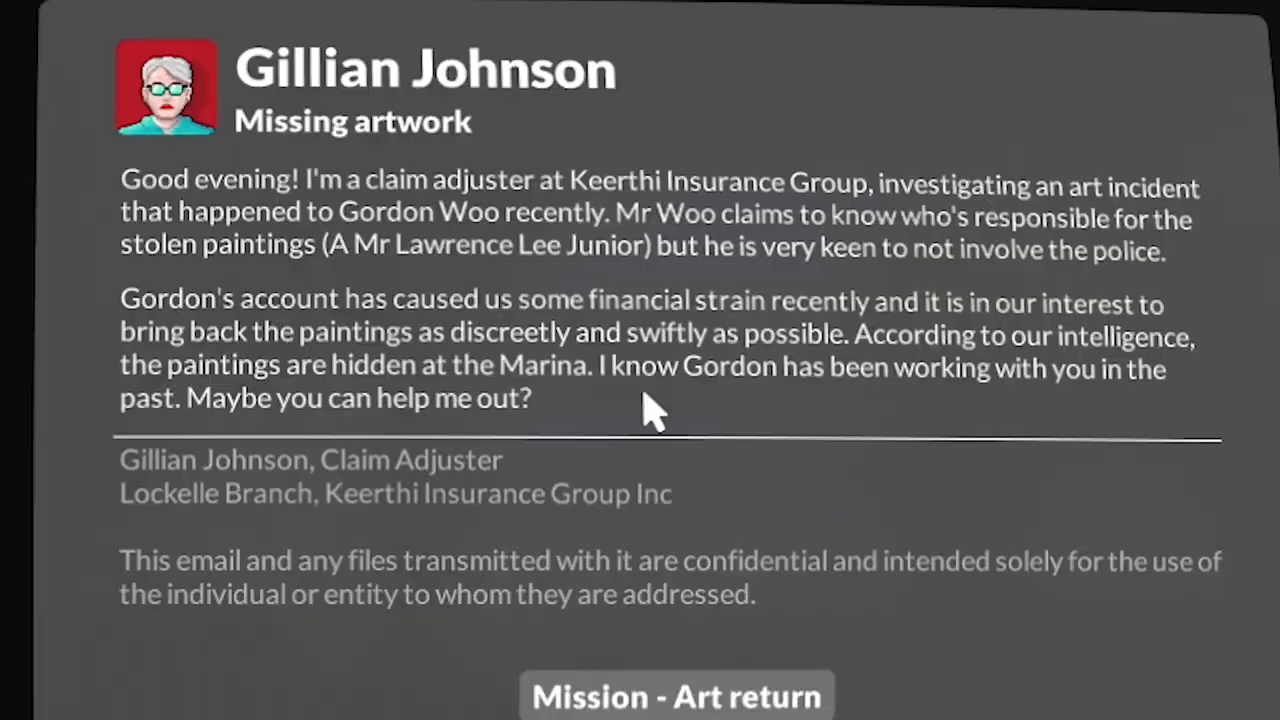 Gillian Johnson
Missing artwork
Good evening! I'm a claim adjuster at Keerthi Insurance Group, investigating an art incident
that happened to Gordon Woo recently. Mr Woo claims to know who's responsible for the
stolen paintings (A Mr Lawrence Lee Junior) but he is very keen to not involve the police.
Gordon's account has caused us some financial strain recently and it is in our interest to
bring back the paintings as discreetly and swiftly as possible. According to our intelligence,
the paintings are hidden at the Marina. I know Gordon has been working with you in the
past. Maybe you can help me out?
Gillian Johnson, Claim Adjuster
Lockelle Branch, Keerthi Insurance Group Inc
This email and any files transmitted with it are confidential and intended solely for the use of
the individual or entity to whom they are addressed.
Mission - Art return